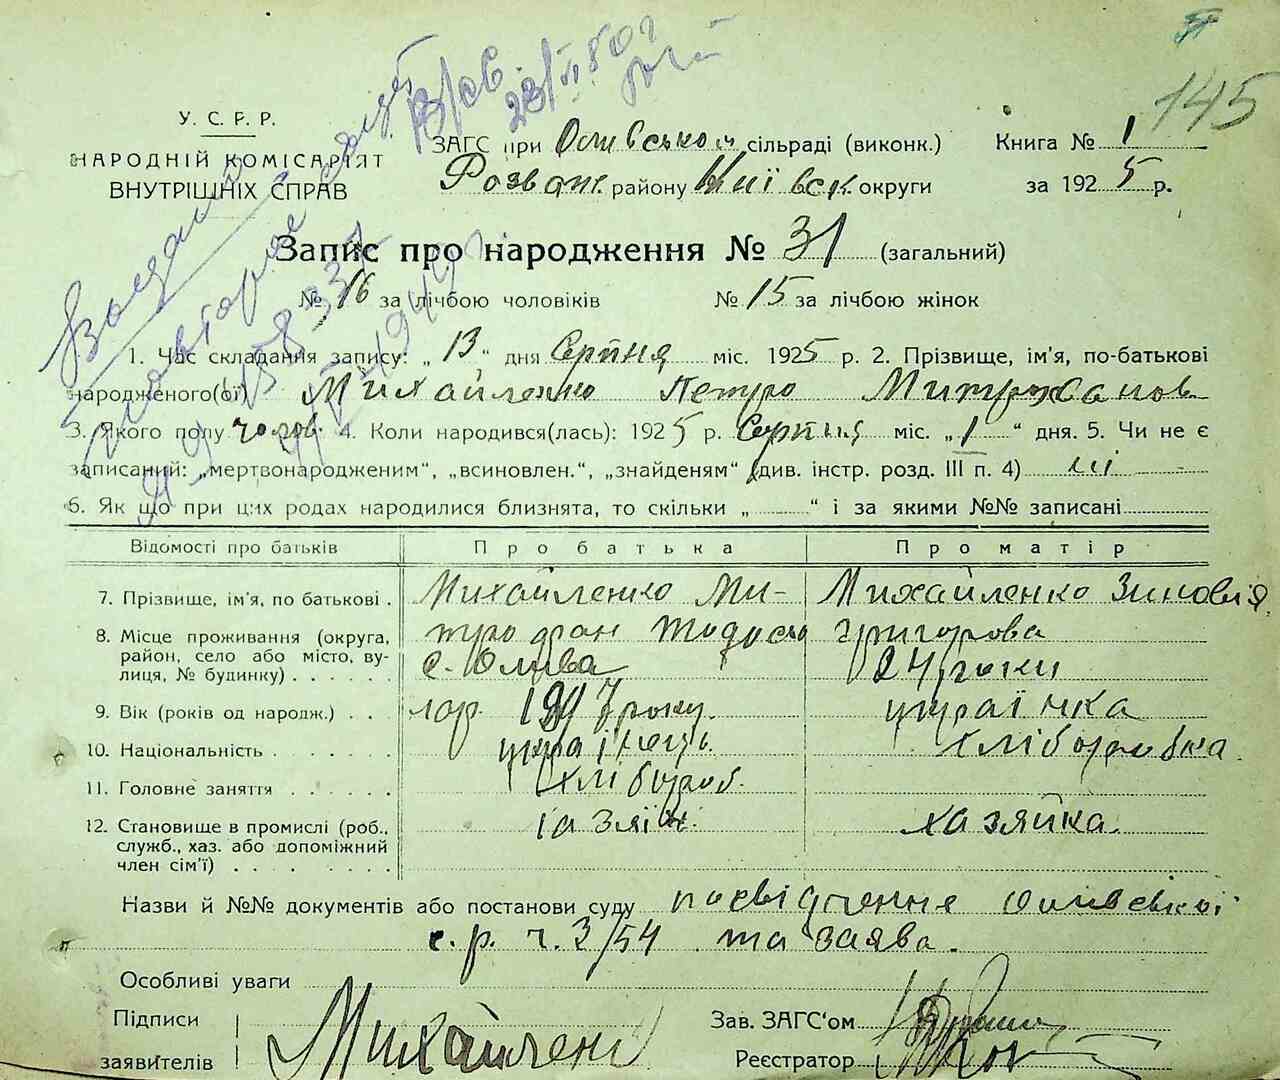 145
У. С. Р. Р.
НАРОДНІЙ КОМІСАРІЯТ
ВНУТРІШНІХ СПРАВ
ЗАГС при сільраді (виконк.)
Розваж. району Київськ округи
Книга № 1
за 1925 р.
Запис про народження № 31 (загальний)
№ 16 за лічбою чоловіків № 15 за лічбою жінок
1. Час складання запису: „13“ дня Серпня міс. 1925 р. 2. Прізвище, ім'я, по-батькові
народженого(ої) Михайленко Петро Митрофанов
3. Якого полу чолов 4. Коли народився(лась): 1925 р. Серпня міс. „1“ дня. 5. Чи не є
записаний: „мертвонародженим“, „всиновлен.“, „знайденям“ (див. інстр. розд. III п. 4) ні
6. Як що при цих родах народилися близнята, то скільки „ “ і за якими №№ записані
Відомості про батьків Про батька Про матір
7. Прізвище, ім'я, по батькові . Михайленко Ми- Михайленко Зиновія
8. Місце проживання (округа, трофан Тодось Григорова
район, село або місто, ву- с. Олива 24 роки
лиця, № будинку)
9. Вік (років од народж.) . . . року. українка
10. Національність українець хліборобка
11. Головне заняття хлібороб.
12. Становище в промислі (роб., хазяїн. хазяйка.
служб., хаз. або допоміжний
член сім'ї)
Назви й №№ документів або постанови суду посвідчення Оливської
с.р. ч. 3/54 та заява.
Особливі уваги
Підписи
заявителів Михайленко
Зав. ЗАГС'ом
Реєстратор